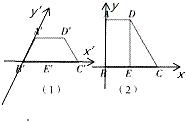 y'
A' D' x'
B' E' C'
(1)
y
A D
B E C x
(2)